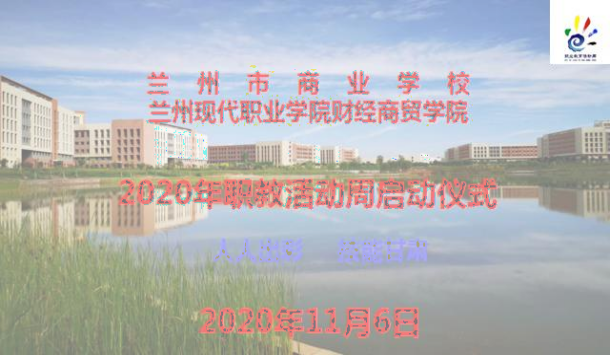 兰州市商业学校
兰州现代职业学院财经商贸学院
2020年职教活动周启动仪式
人人出彩 技能甘肃
2020年11月6日